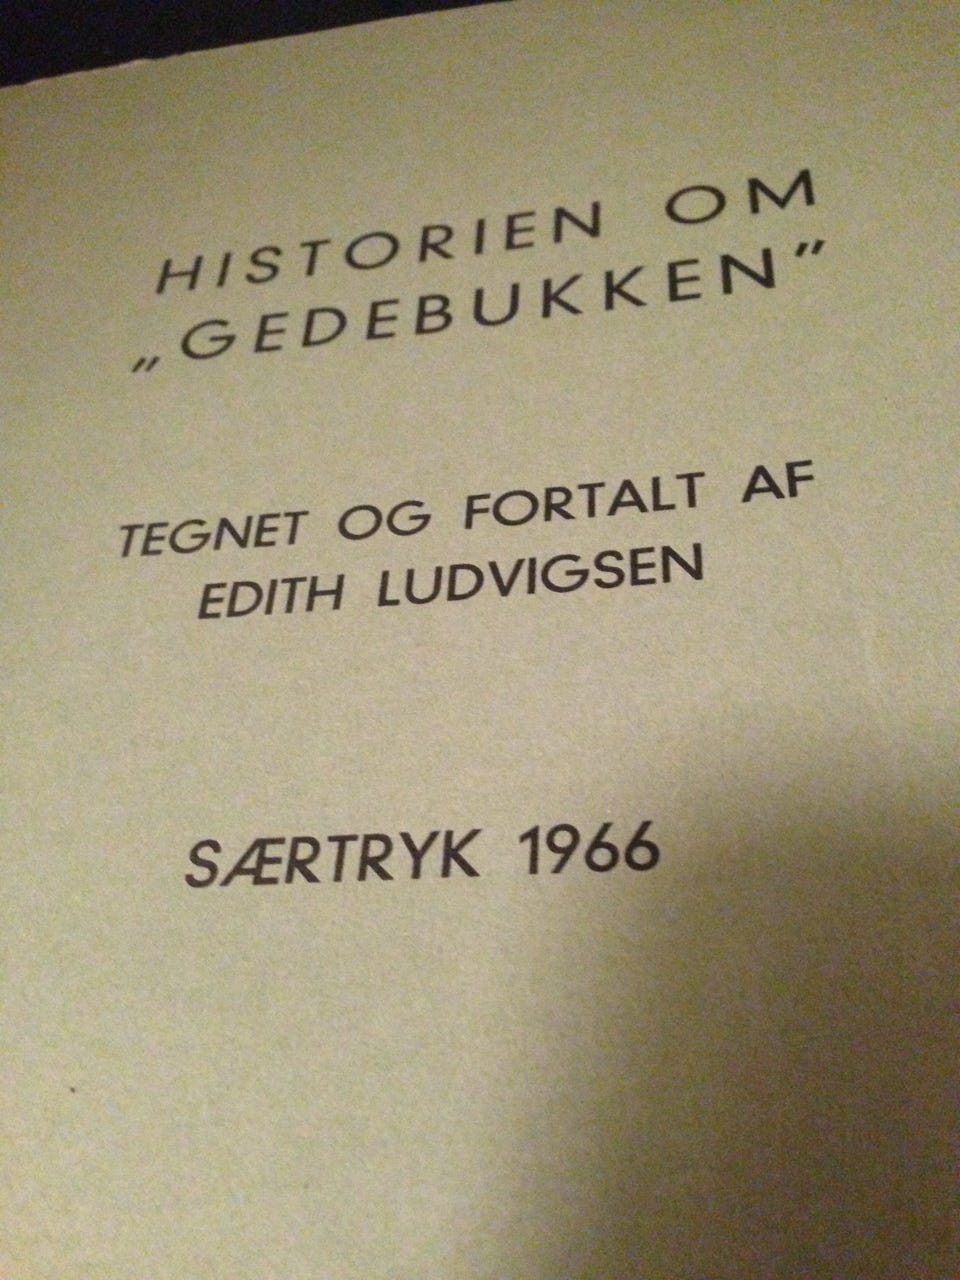 HISTORIEN OM
„GEDEBUKKEN”
TEGNET OG FORTALT AF
EDITH LUDVIGSEN
SÆRTRYK 1966